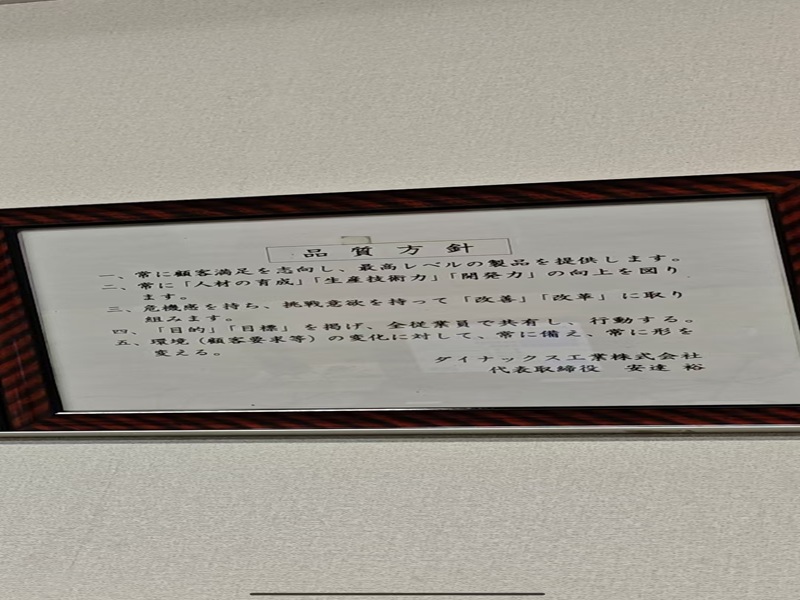 品質方針
一、常に顧客満足を志向し、最高レベルの製品を提供します。
二、常に「人材の育成」「生産技術力」「開発力」の向上を図り
ます。
三、危機感を持ち、挑戦意欲を持って「改善」「改革」に取り
組みます。
四、「目的」「目標」を掲げ、全従業員で共有し、行動する。
五、環境(顧客要求等)の変化に対して、常に備え、常に形を
変える。
ダイナックス工業株式会社
代表取締役 安達 裕